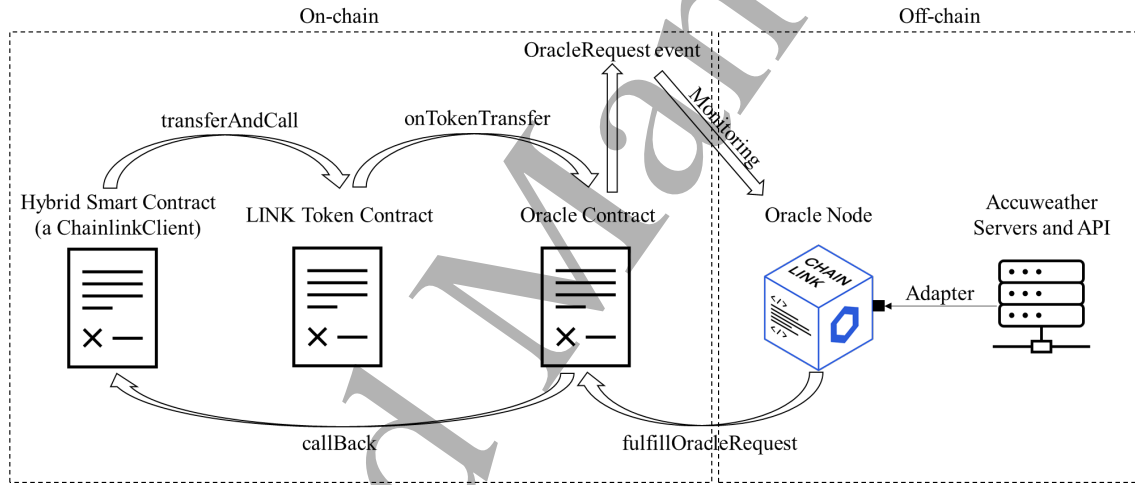 On-chain
Off-chain
OracleRequest event
transferAndCall
onTokenTransfer
Monitoring
Hybrid Smart Contract
(a ChainlinkClient)
LINK Token Contract
Oracle Contract
Oracle Node
Accuweather
Servers and API
CHAIN
LINK
<!>
<!>
Adapter
callBack
fulfillOracleRequest
d Man